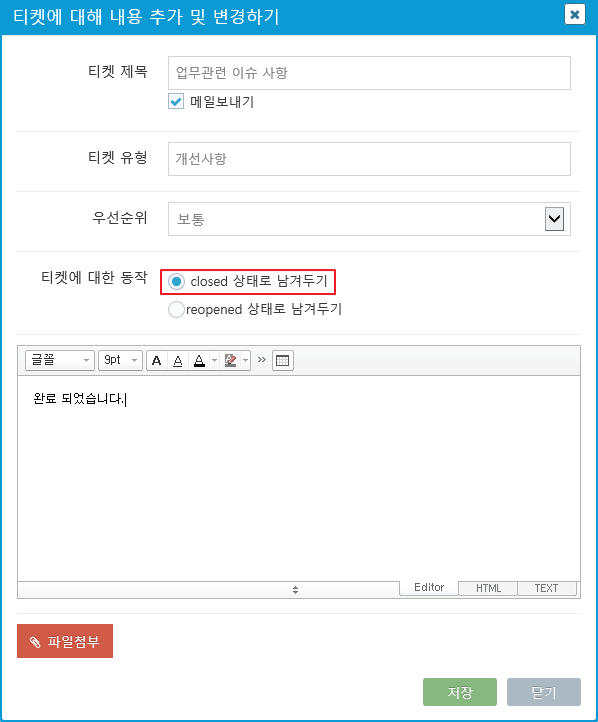 티켓에 대해 내용 추가 및 변경하기
티켓 제목
업무관련 이슈 사항
메일보내기
티켓 유형
개선사항
우선순위
보통
티켓에 대한 동작
closed 상태로 남겨두기
reopened 상태로 남겨두기
글꼴 9pt 가 가 가
완료 되었습니다.
Editor HTML TEXT
파일첨부
저장 닫기